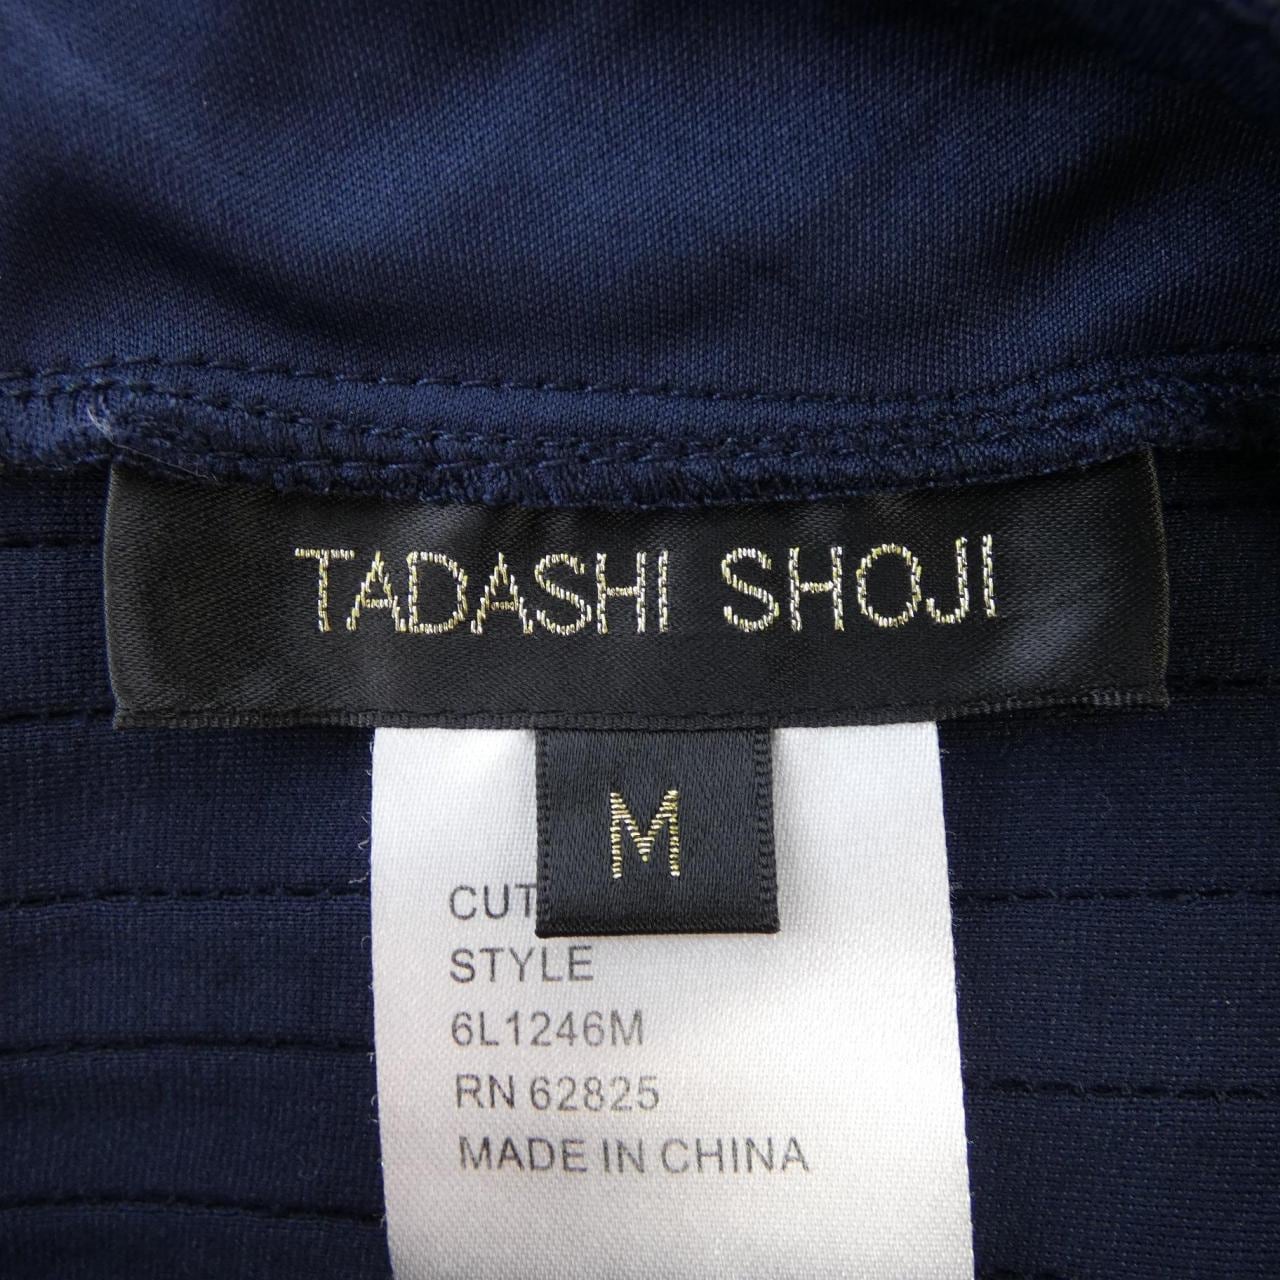 TADASHI SHOJI
M
CUT
STYLE
6L1246M
RN 62825
MADE IN CHINA